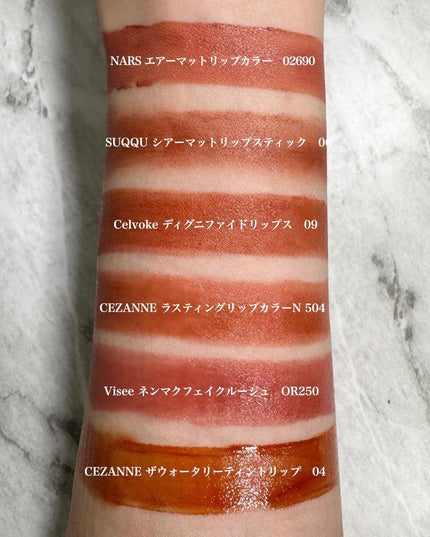 NARS エアーマットリップカラー 02690
SUQQU シアーマットリップスティック
Celvoke ディグニファイドリップス 09
CEZANNE ラスティングリップカラーN 504
Visee ネンマクフェイクルージュ OR250
CEZANNE ザウォータリーティントリップ 04